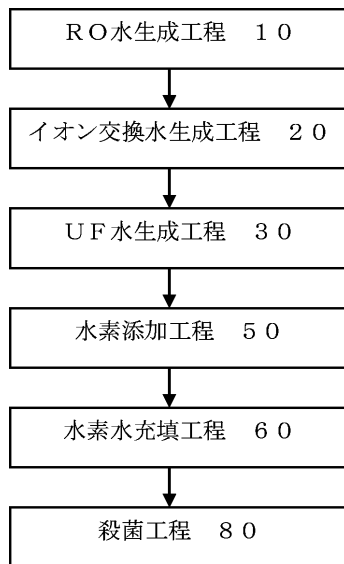 ＲＯ水生成工程　１０
イオン交換水生成工程　２０
ＵＦ水生成工程　３０
水素添加工程　５０
水素水充填工程　６０
殺菌工程　８０